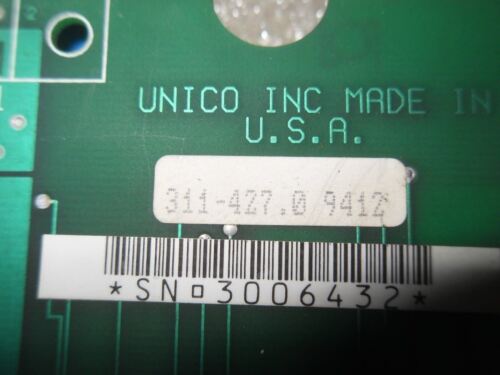 UNICO INC MADE IN
U.S.A.
311-427.0 9412
*SN¤3006432*